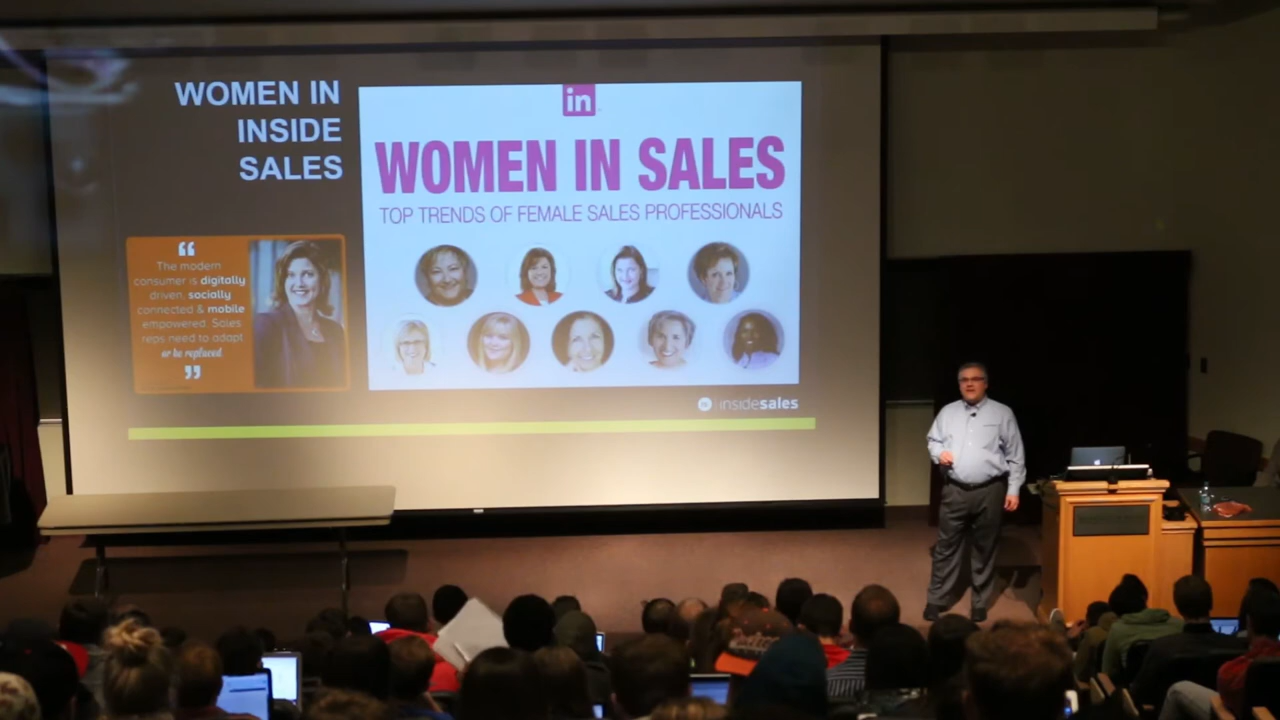 WOMEN IN
INSIDE
SALES
“
The modern
consumer is digitally
driven, socially
connected & mobile
empowered. Sales
reps need to adapt
or be replaced
”
in
WOMEN IN SALES
TOP TRENDS OF FEMALE SALES PROFESSIONALS
insidesales